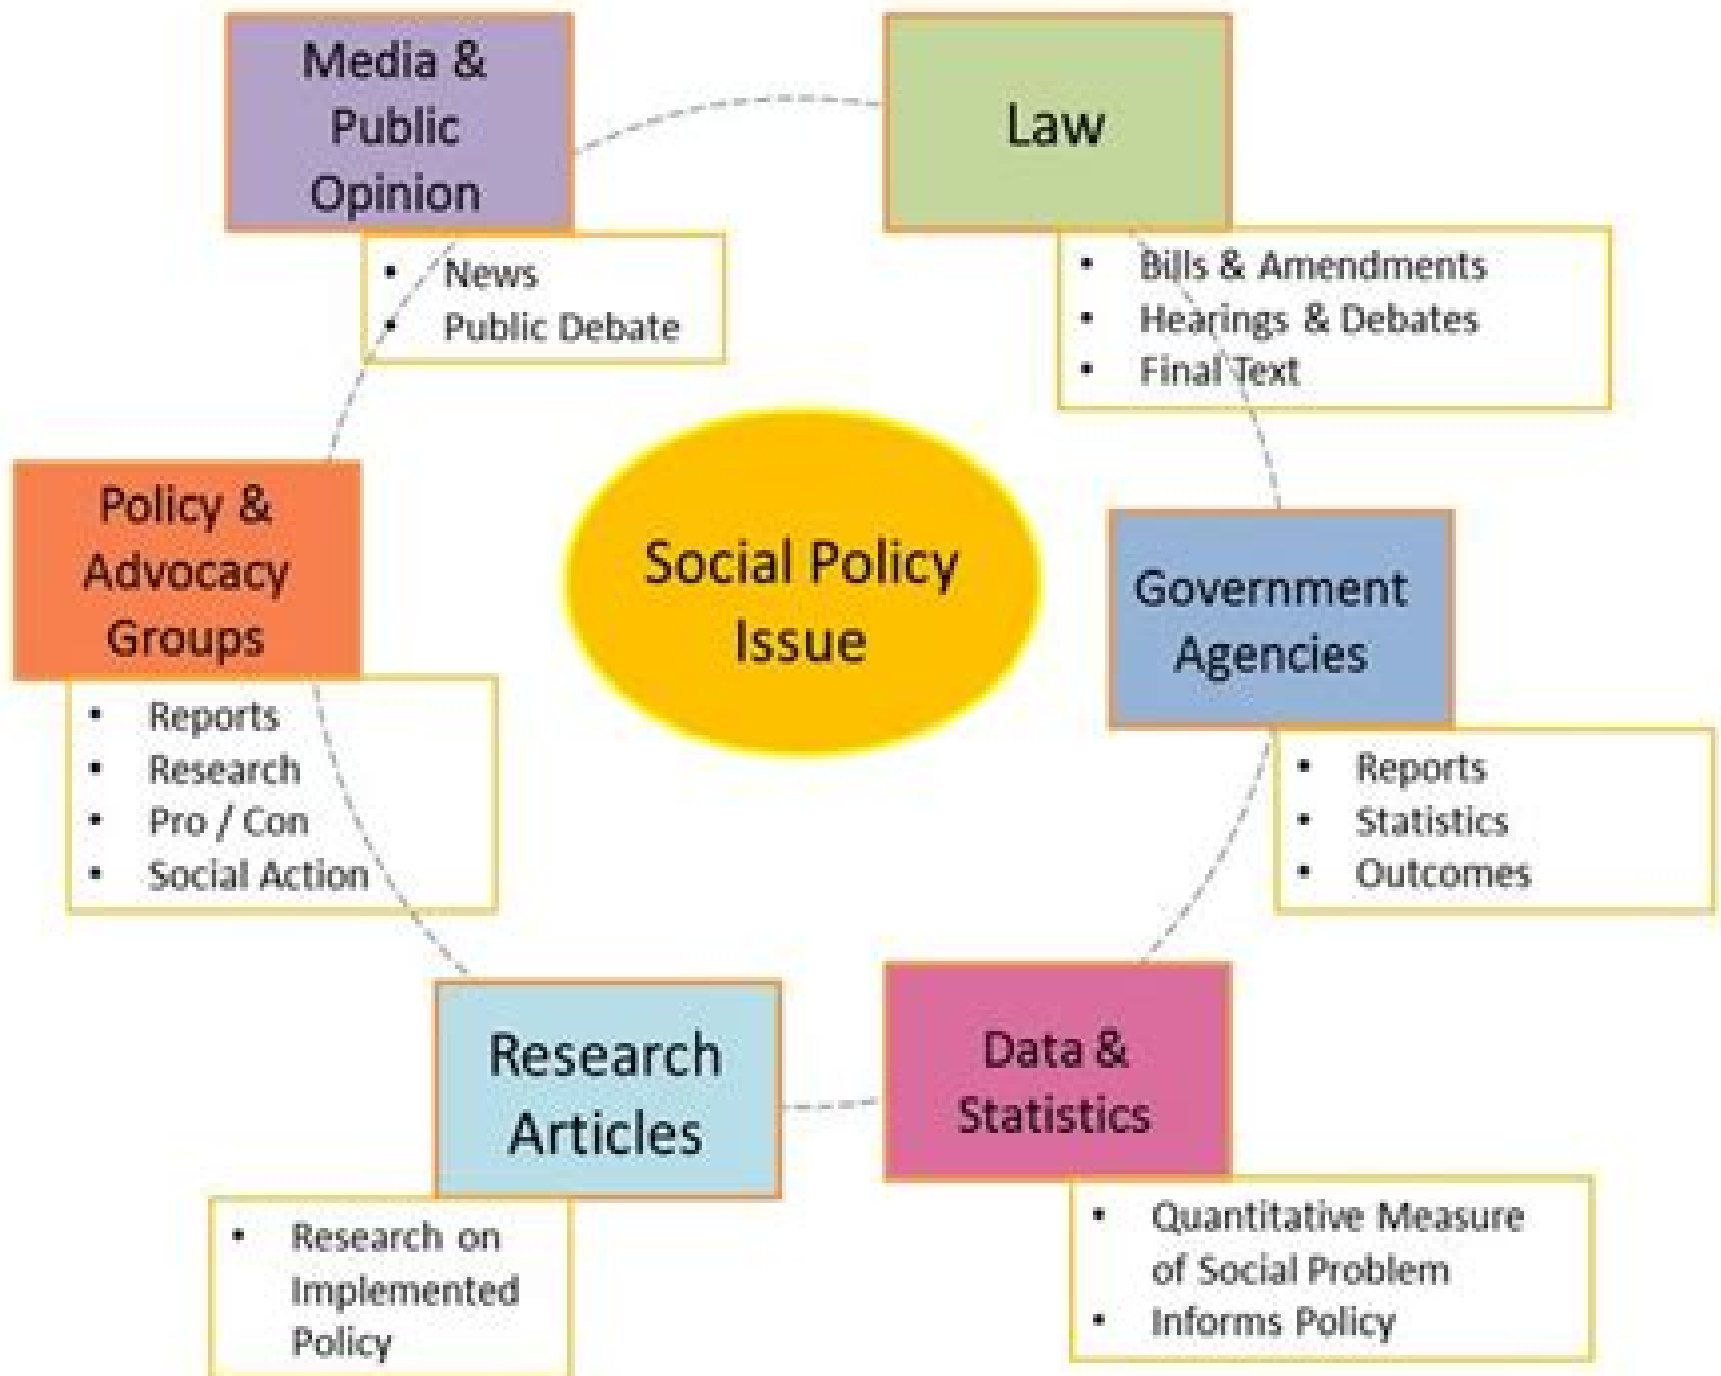 Media &
Public
Opinion
• News
• Public Debate
Law
• Bills & Amendments
• Hearings & Debates
• Final Text
Policy &
Advocacy
Groups
• Reports
• Research
• Pro / Con
• Social Action
Social Policy
Issue
Government
Agencies
• Reports
• Statistics
• Outcomes
Research
Articles
• Research on
Implemented
Policy
Data &
Statistics
• Quantitative Measure
of Social Problem
• Informs Policy